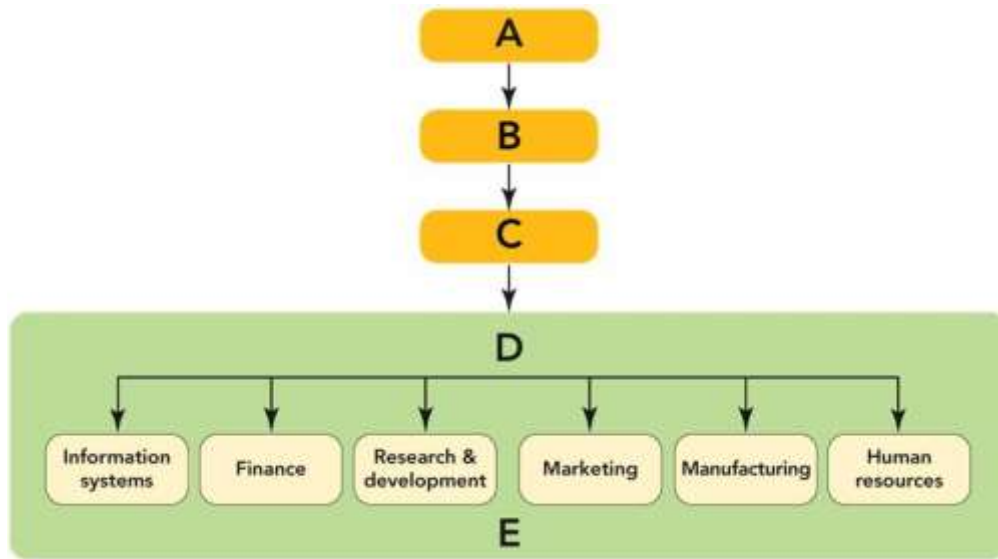 A
B
C
D
Information
systems
Finance
Research &
development
Marketing
Manufacturing
Human
resources
E